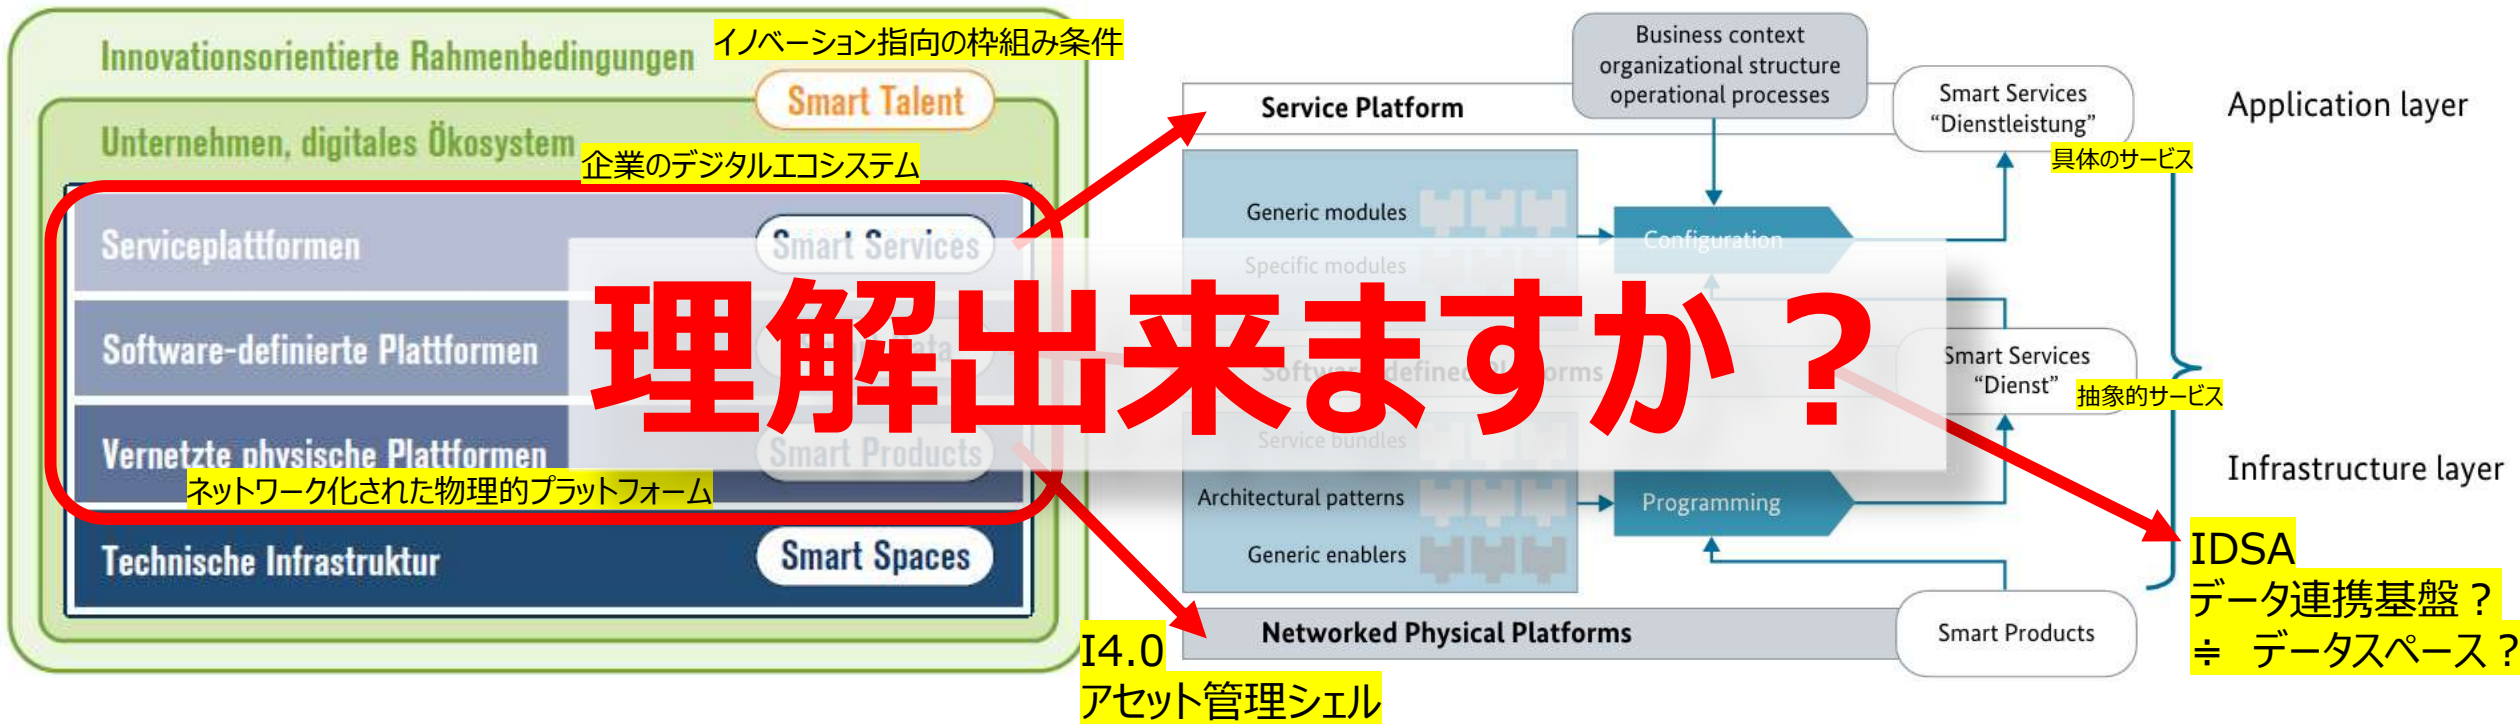 Innovationsorientierte Rahmenbedingungen
イノベーション指向の枠組み条件
Smart Talent
Unternehmen, digitales Ökosystem
企業のデジタルエコシステム
Serviceplattformen
Smart Services
Software-definierte Plattformen
Vernetzte physische Plattformen
Smart Products
ネットワーク化された物理的プラットフォーム
Technische Infrastruktur
Smart Spaces
理解出来ますか？
Business context
organizational structure
operational processes
Service Platform
Smart Services
“Dienstleistung”
具体のサービス
Application layer
Generic modules
Specific modules
Configuration
Software-defined Platforms
Smart Services
“Dienst”
抽象的サービス
Service bundles
Architectural patterns
Generic enablers
Programming
Infrastructure layer
Networked Physical Platforms
Smart Products
I4.0
アセット管理シェル
IDSA
データ連携基盤？
≒ データスペース？